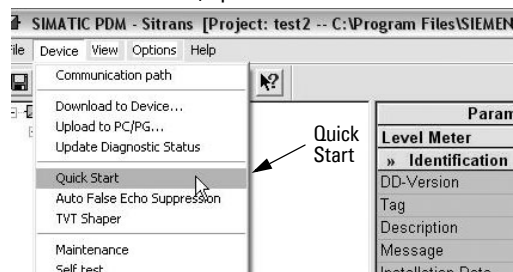 SIMATIC PDM - Sitrans [Project: test2 -- C:\Program Files\SIEMEN
File Device View Options Help
Communication path
Download to Device...
Upload to PC/PG...
Update Diagnostic Status
Quick Start
Auto False Echo Suppression
TVT Shaper
Maintenance
Self test
Quick
Start
Param
Level Meter
» Identification
DD-Version
Tag
Description
Message
Installation Date